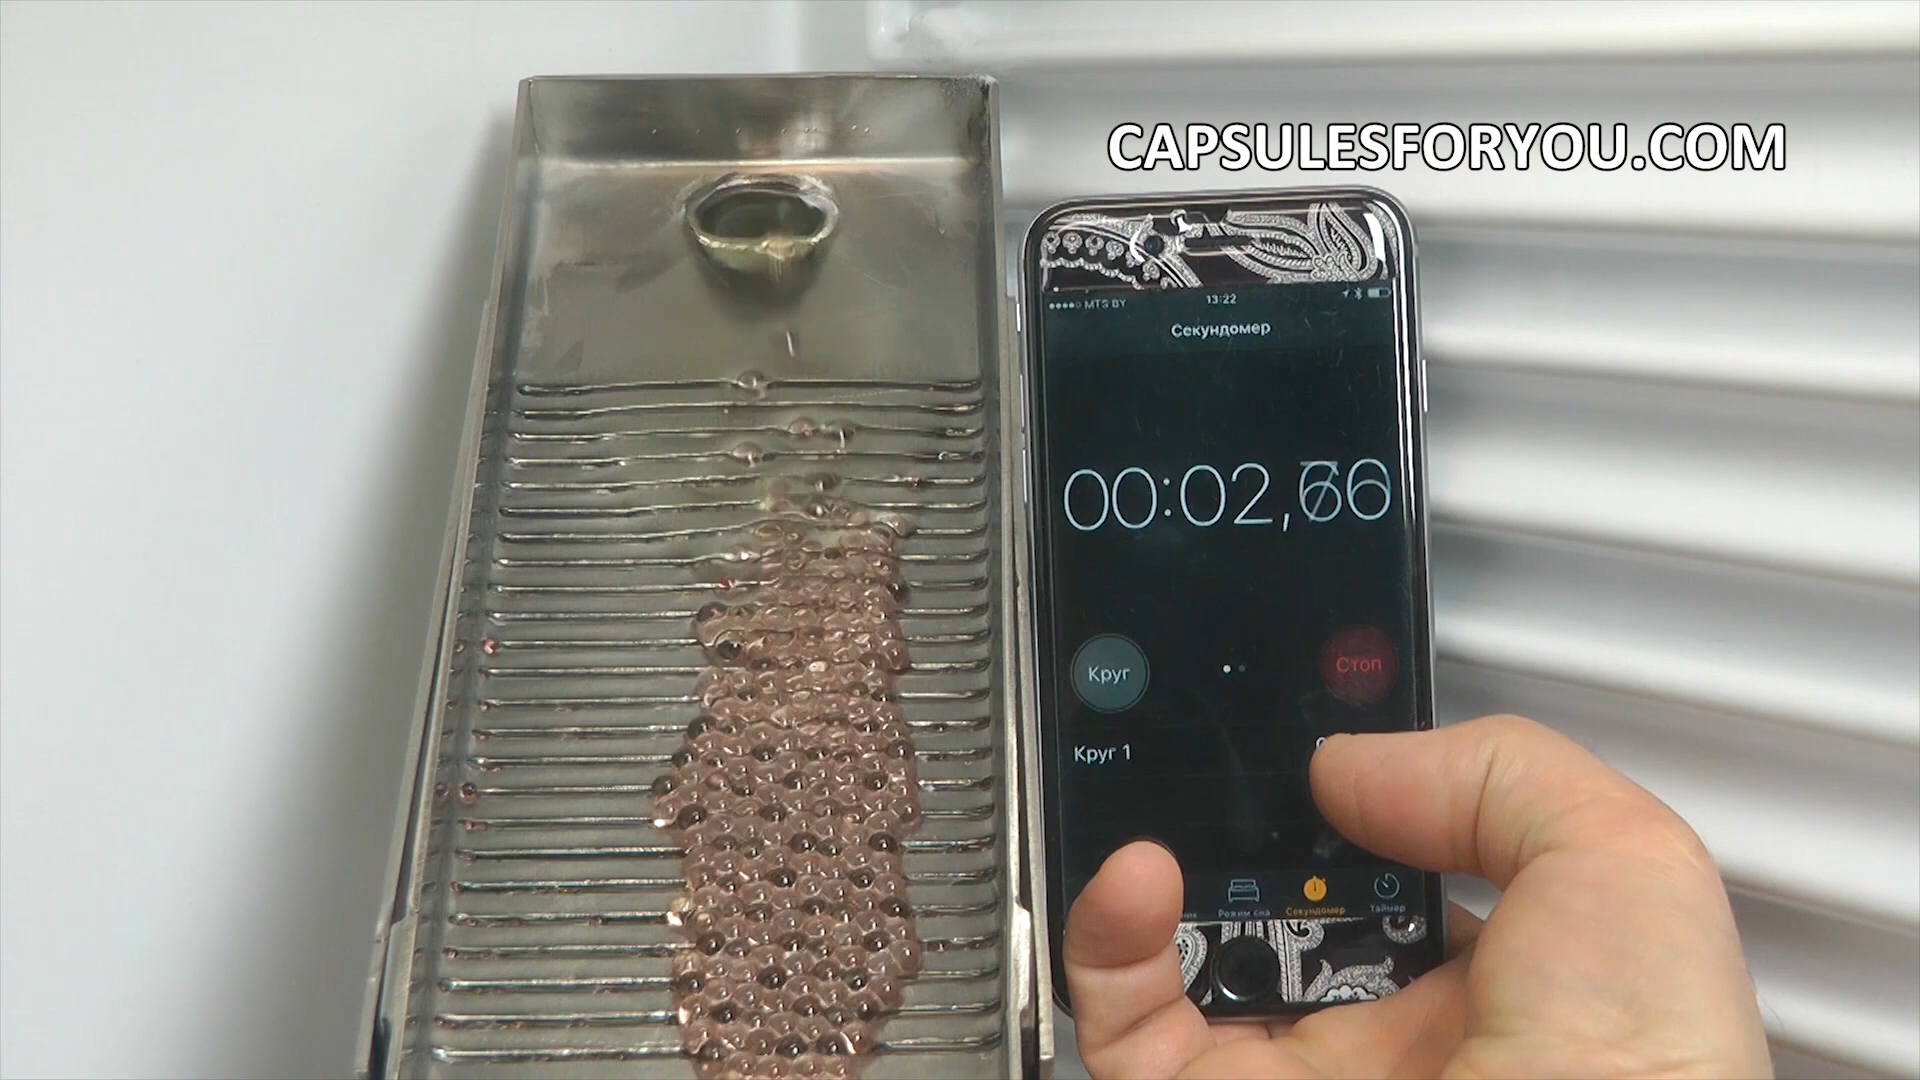 CAPSULESFORYOU.COM
MTS BY
13:22
Секундомер
00:02,66
Круг
Стоп
Круг 1
Режим сна
Секундомер
Таймер